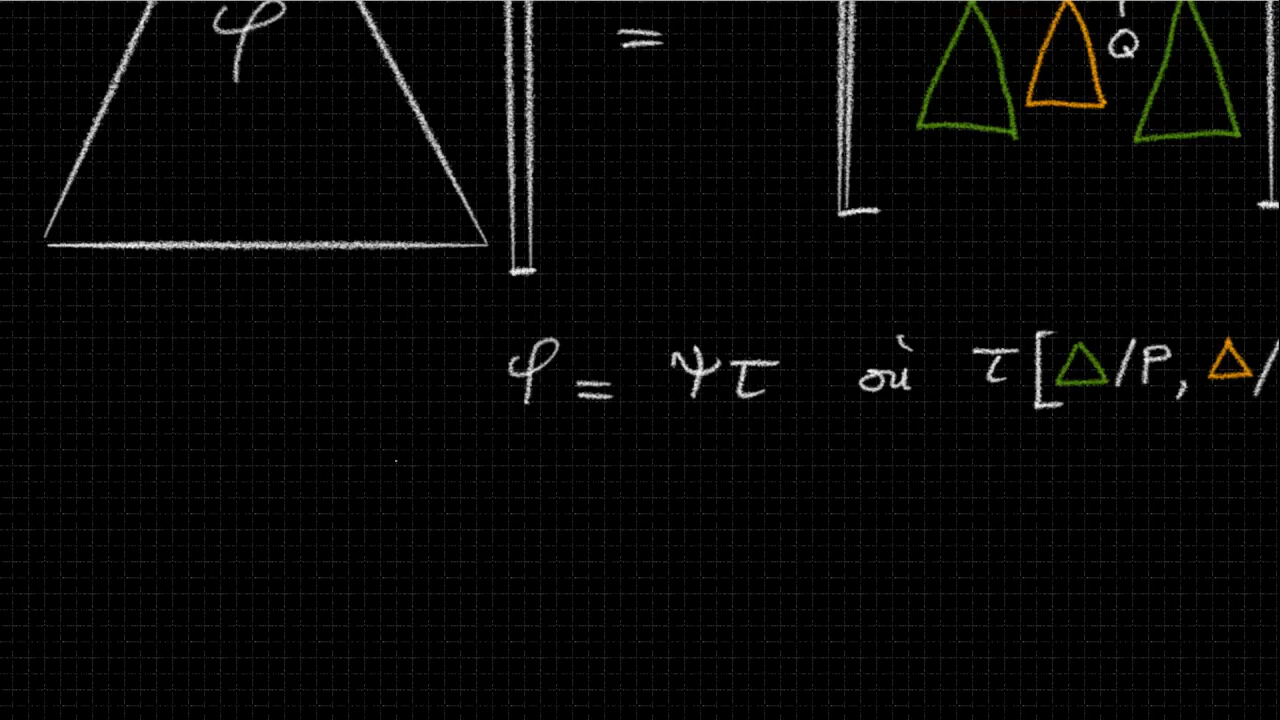 φ =
Q
φ = ψτ où τ[△/P, △/